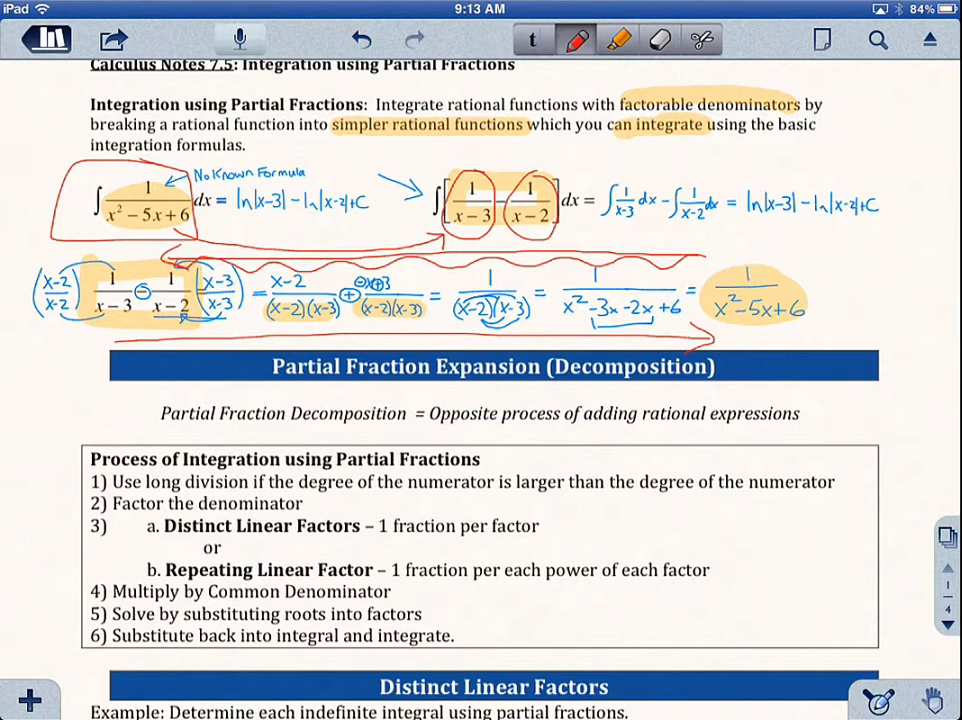 iPad 9:13 AM 84%
t
Calculus Notes 7.5: Integration using Partial Fractions
Integration using Partial Fractions: Integrate rational functions with factorable denominators by
breaking a rational function into simpler rational functions which you can integrate using the basic
integration formulas.
No Known Formula
∫ 1/(x² − 5x + 6) dx = ln|x-3| - ln|x-2| + C
∫ [ 1/(x − 3) − 1/(x − 2) ] dx = ∫ 1/(x-3) dx - ∫ 1/(x-2) dx = ln|x-3| - ln|x-2| + C
((x-2)/(x-2)) 1/(x − 3) − 1/(x − 2) ((x-3)/(x-3)) = (x-2)/((x-2)(x-3)) + (-x+3)/((x-2)(x-3)) = 1/((x-2)(x-3)) = 1/(x²-3x-2x+6) = 1/(x²-5x+6)
Partial Fraction Expansion (Decomposition)
Partial Fraction Decomposition = Opposite process of adding rational expressions
Process of Integration using Partial Fractions
1) Use long division if the degree of the numerator is larger than the degree of the numerator
2) Factor the denominator
3) a. Distinct Linear Factors – 1 fraction per factor
or
b. Repeating Linear Factor – 1 fraction per each power of each factor
4) Multiply by Common Denominator
5) Solve by substituting roots into factors
6) Substitute back into integral and integrate.
1
4
Distinct Linear Factors
Example: Determine each indefinite integral using partial fractions.